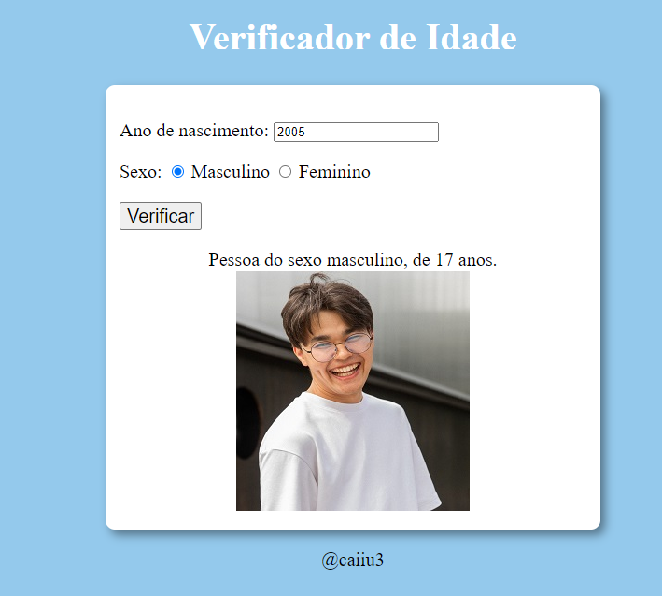 Verificador de Idade
Ano de nascimento: 2005
Sexo: Masculino Feminino
Verificar
Pessoa do sexo masculino, de 17 anos.
@caiiu3